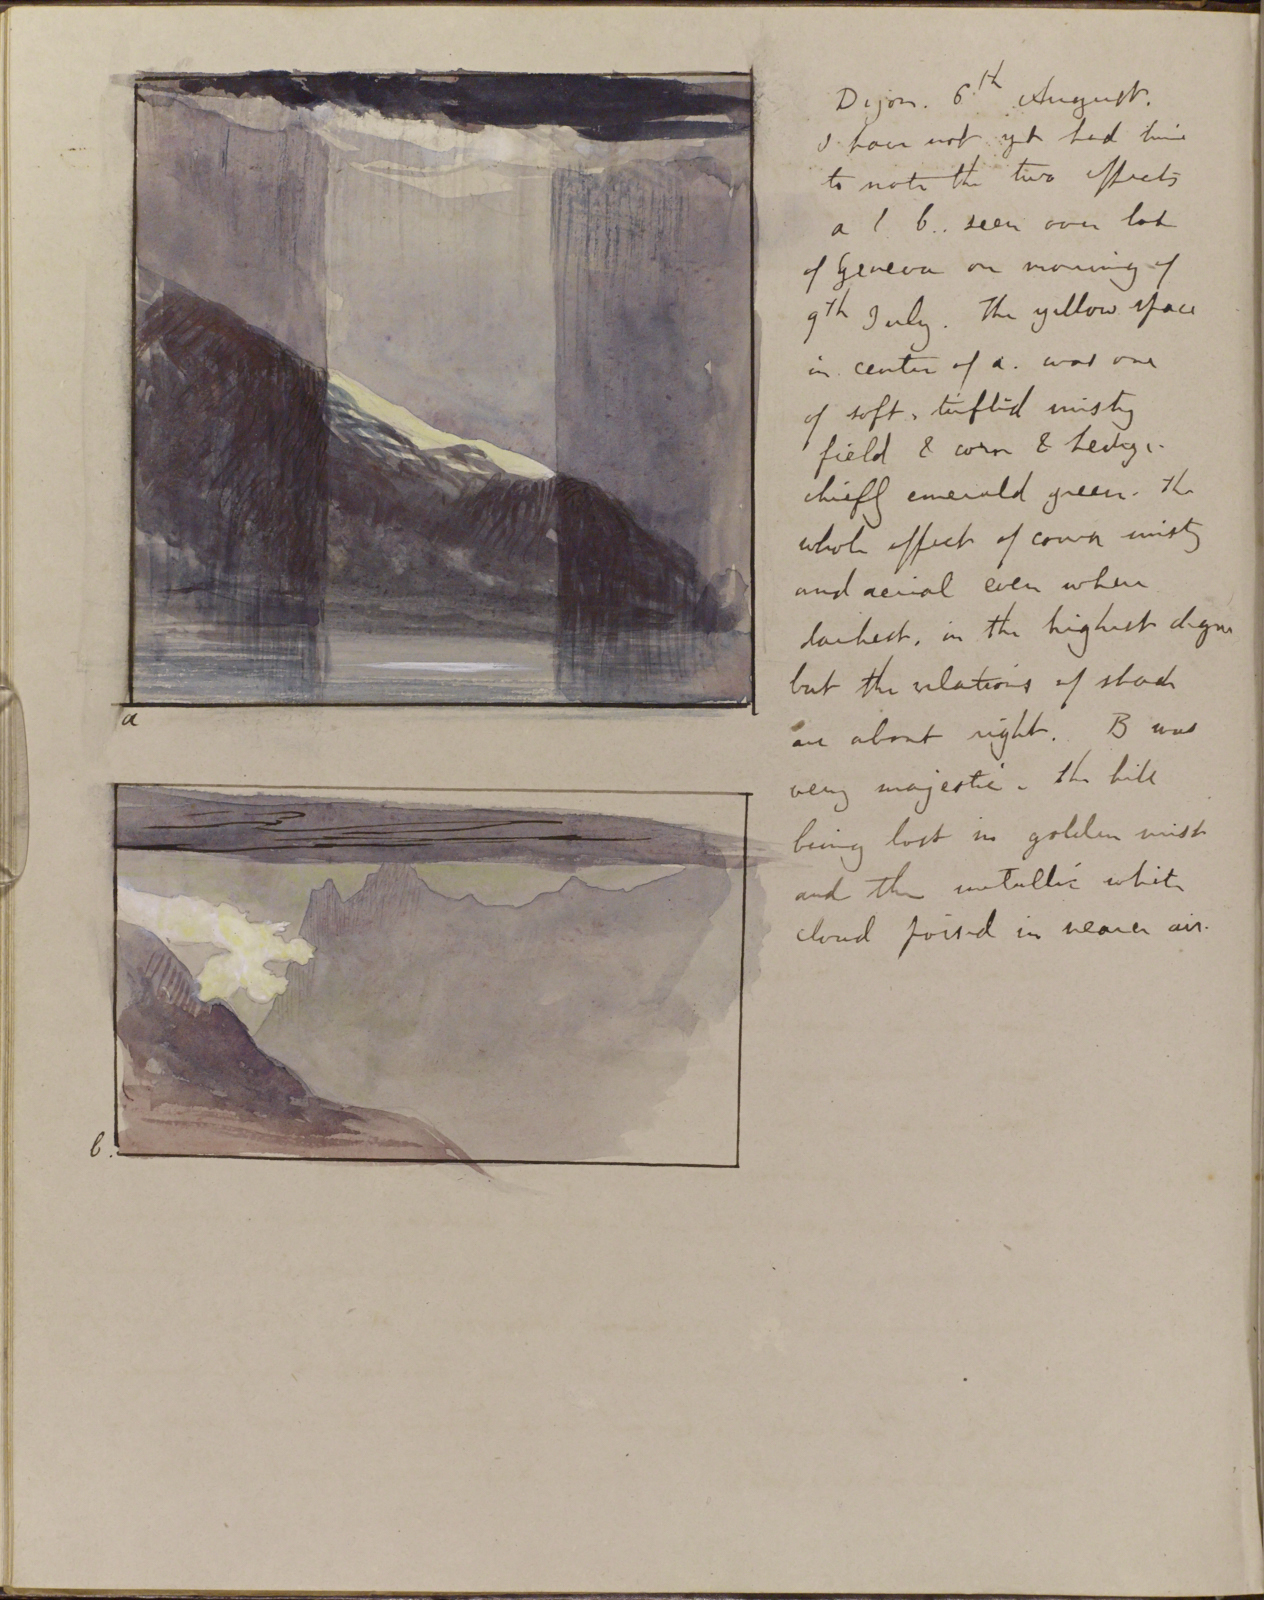 Dijon. 6th August.
I have not yet had time
to note the two effects
a & b.. seen over lake
of Geneva on morning of
9th July. The yellow space
in center of a. was one
of soft, tufted misty
field & corn & hedge.
chiefly emerald green. the
whole effect of course misty
and aerial even where
darkest, in the highest degree
but the relations of shade
are about right. B was
very majestic. the hill
being lost in golden mist
and the metallic white
cloud poised in nearer air.
a
b.